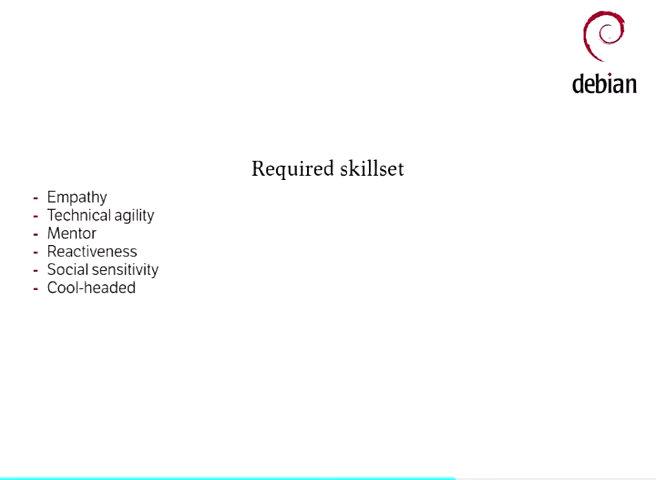 debian
Required skillset
- Empathy
- Technical agility
- Mentor
- Reactiveness
- Social sensitivity
- Cool-headed